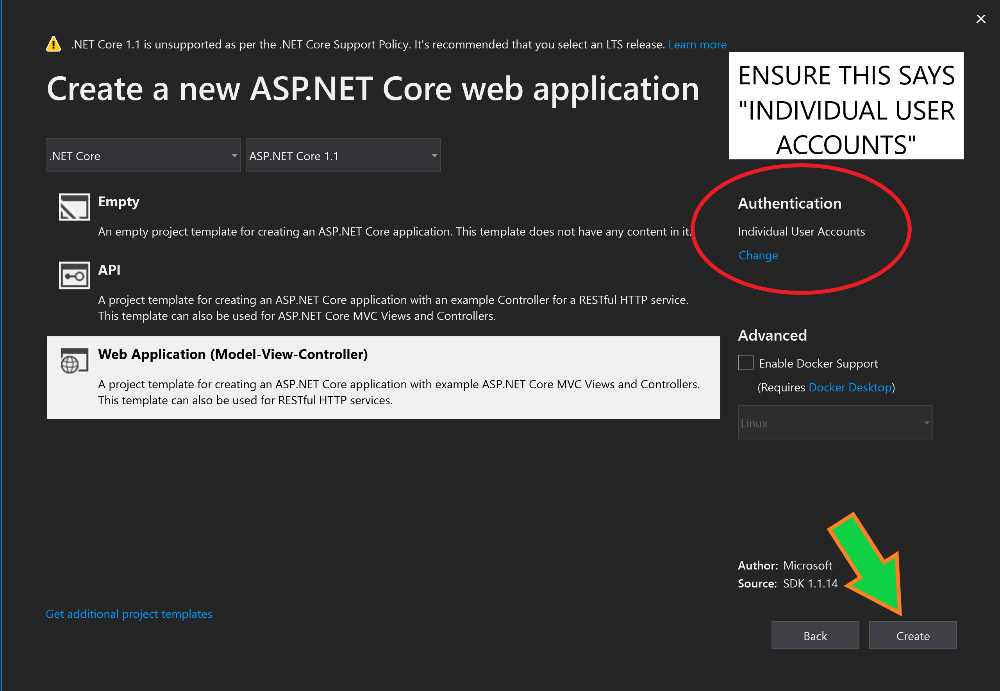 .NET Core 1.1 is unsupported as per the .NET Core Support Policy. It's recommended that you select an LTS release. Learn more
Create a new ASP.NET Core web application
ENSURE THIS SAYS
"INDIVIDUAL USER
ACCOUNTS"
.NET Core
ASP.NET Core 1.1
Empty
An empty project template for creating an ASP.NET Core application. This template does not have any content in it.
API
A project template for creating an ASP.NET Core application with an example Controller for a RESTful HTTP service.
This template can also be used for ASP.NET Core MVC Views and Controllers.
Web Application (Model-View-Controller)
A project template for creating an ASP.NET Core application with example ASP.NET Core MVC Views and Controllers.
This template can also be used for RESTful HTTP services.
Authentication
Individual User Accounts
Change
Advanced
Enable Docker Support
(Requires Docker Desktop)
Linux
Author: Microsoft
Source: SDK 1.1.14
Get additional project templates
Back
Create